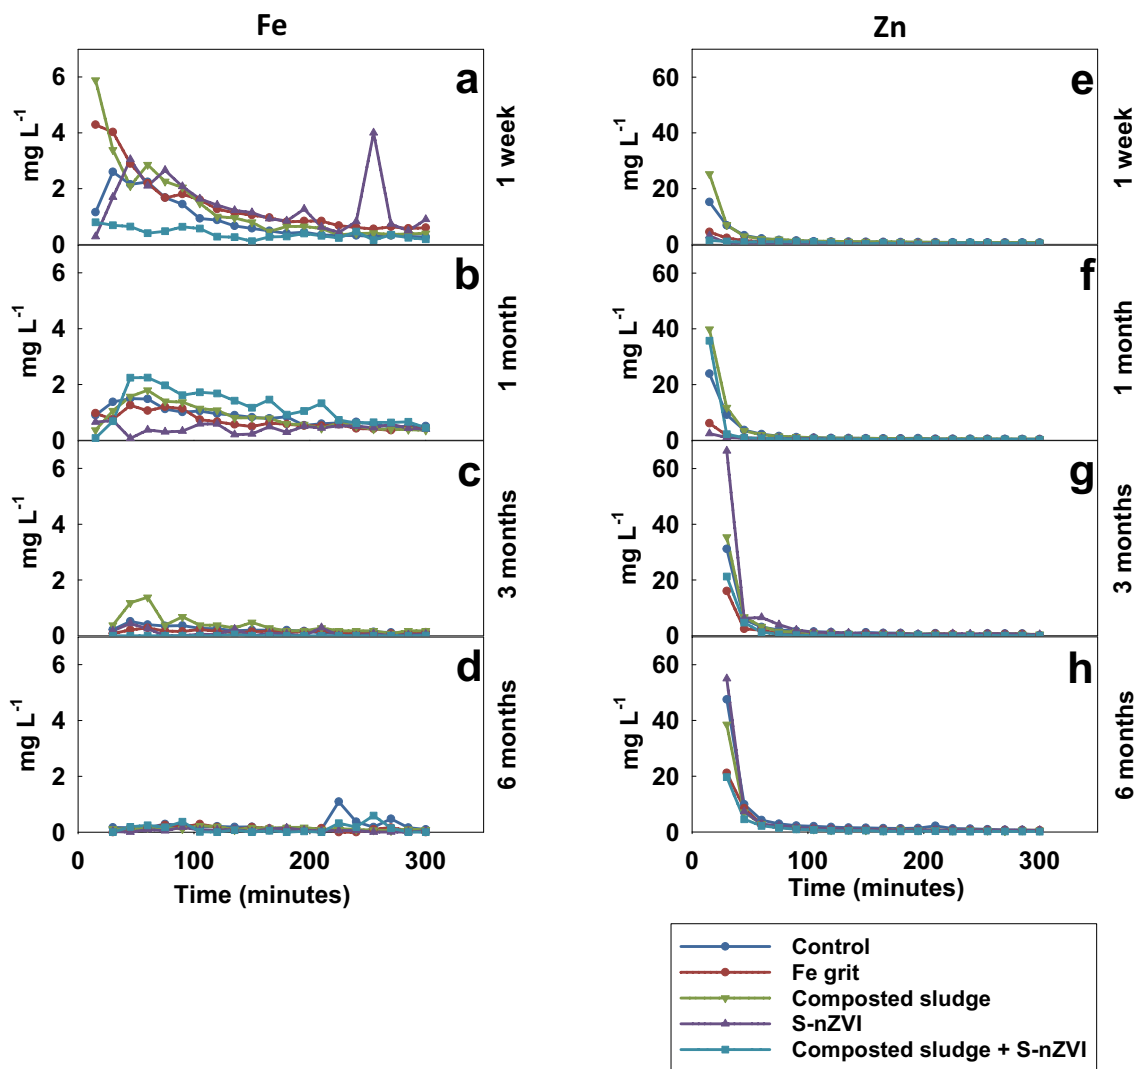 Fe
Zn
6
4
2
0
mg L⁻¹
a
60
40
20
0
mg L⁻¹
e
1 week
1 week
6
4
2
0
mg L⁻¹
b
60
40
20
0
mg L⁻¹
f
1 month
1 month
6
4
2
0
mg L⁻¹
c
60
40
20
0
mg L⁻¹
g
3 months
3 months
6
4
2
0
mg L⁻¹
d
60
40
20
0
mg L⁻¹
h
6 months
6 months
0 100 200 300
0 100 200 300
Time (minutes)
Time (minutes)
Control
Fe grit
Composted sludge
S-nZVI
Composted sludge + S-nZVI